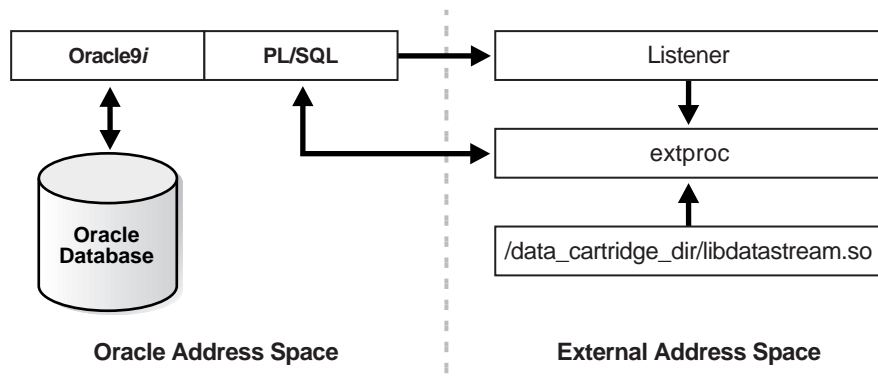 Oracle9i
PL/SQL
Listener
extproc
Oracle
Database
/data_cartridge_dir/libdatastream.so
Oracle Address Space
External Address Space